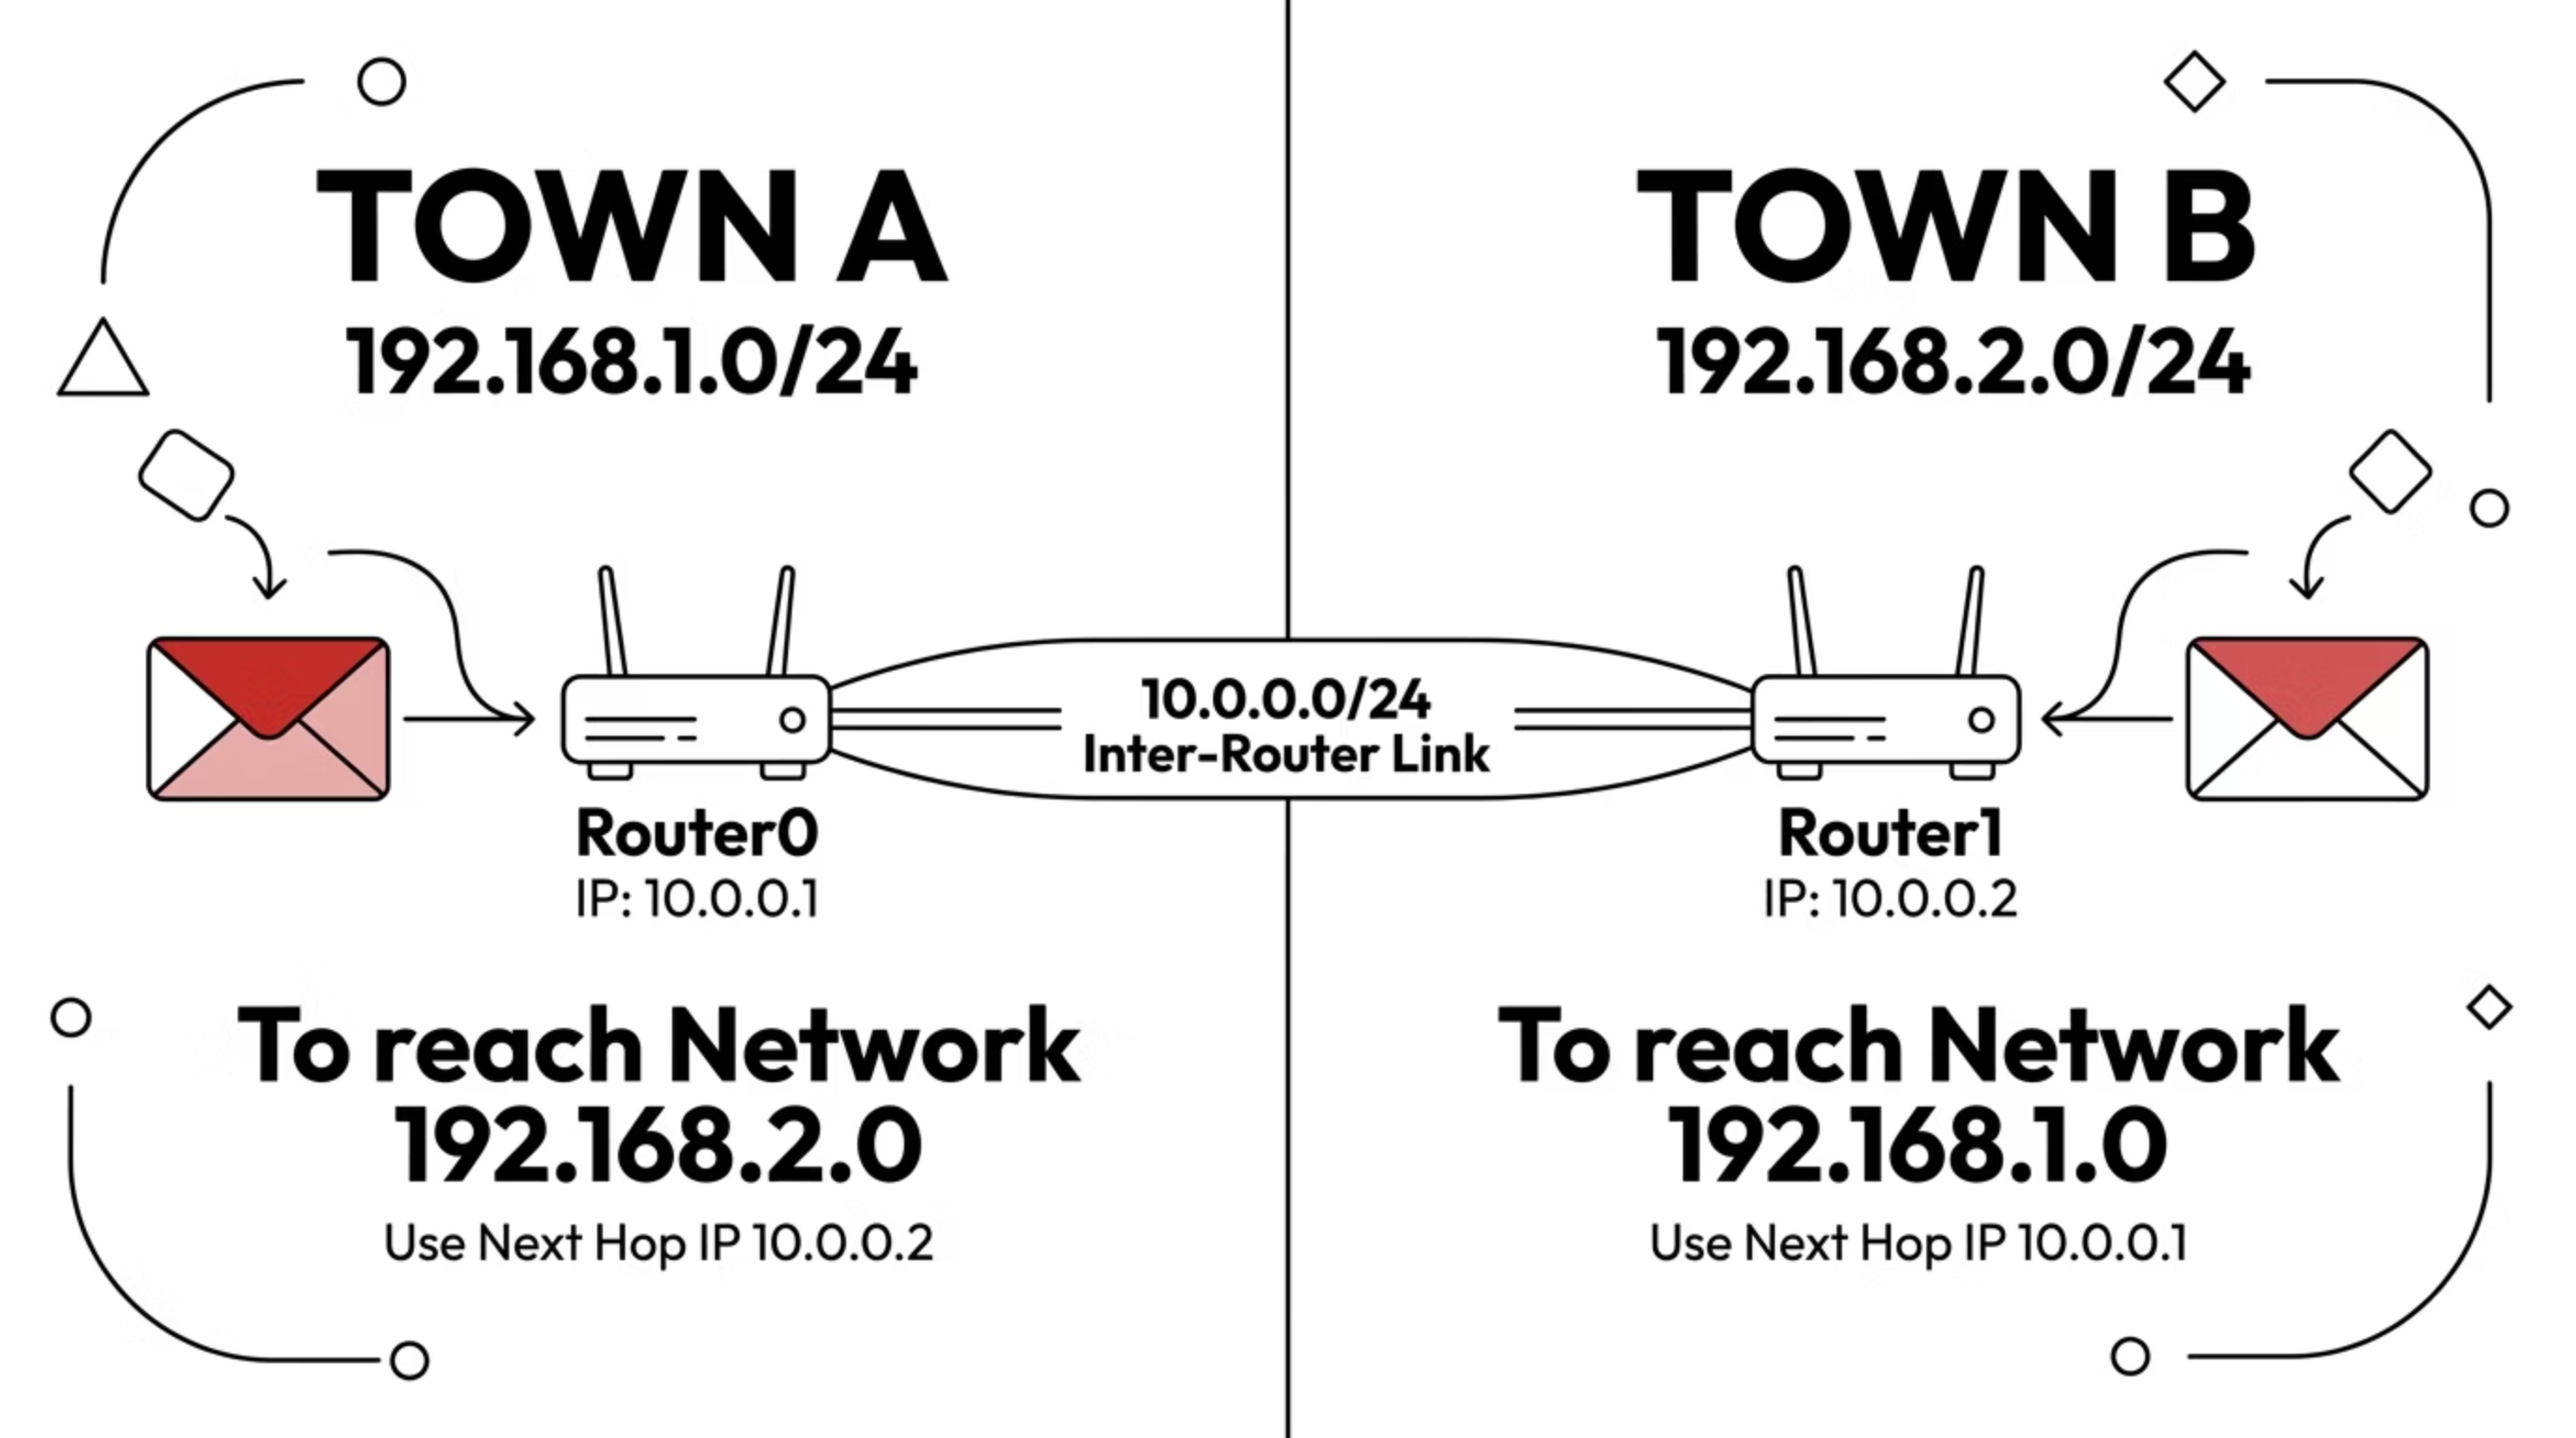 TOWN A
192.168.1.0/24
TOWN B
192.168.2.0/24
10.0.0.0/24
Inter-Router Link
Router0
IP: 10.0.0.1
Router1
IP: 10.0.0.2
To reach Network
192.168.2.0
Use Next Hop IP 10.0.0.2
To reach Network
192.168.1.0
Use Next Hop IP 10.0.0.1